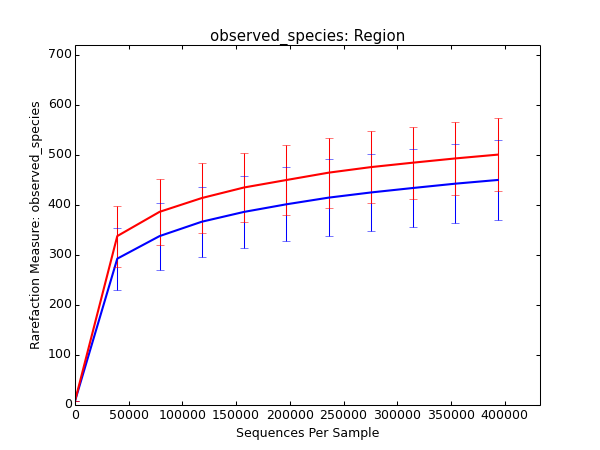 observed_species: Region
Rarefaction Measure: observed_species
700
600
500
400
300
200
100
0
0 50000 100000 150000 200000 250000 300000 350000 400000
Sequences Per Sample